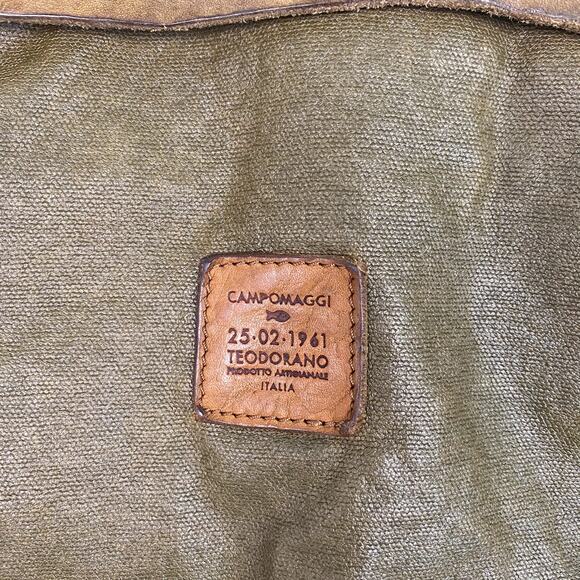 CAMPOMAGGI
25·02·1961
TEODORANO
PRODOTTO ARTIGIANALE
ITALIA